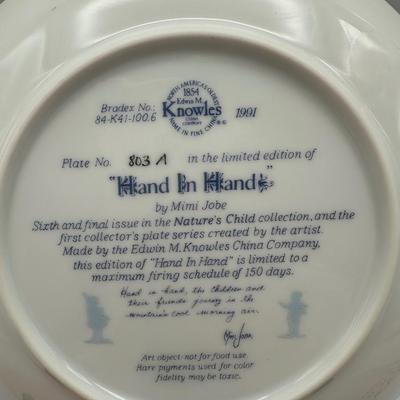 NORTH AMERICA'S OLDEST
1854
Edwin M.
Knowles
CHINA
COMPANY
NAME IN FINE CHINA
Bradex No.:
84-K41-100.6
1991
Plate No. 803 A in the limited edition of
"Hand In Hand"
by Mimi Jobe
Sixth and final issue in the Nature's Child collection, and the
first collector's plate series created by the artist.
Made by the Edwin M. Knowles China Company,
this edition of "Hand In Hand" is limited to a
maximum firing schedule of 150 days.
Hand in hand, the children and
their friends journey in the
mountain's cool morning air.
Mimi Jobe
Art object - not for food use.
Rare pigments used for color
fidelity may be toxic.